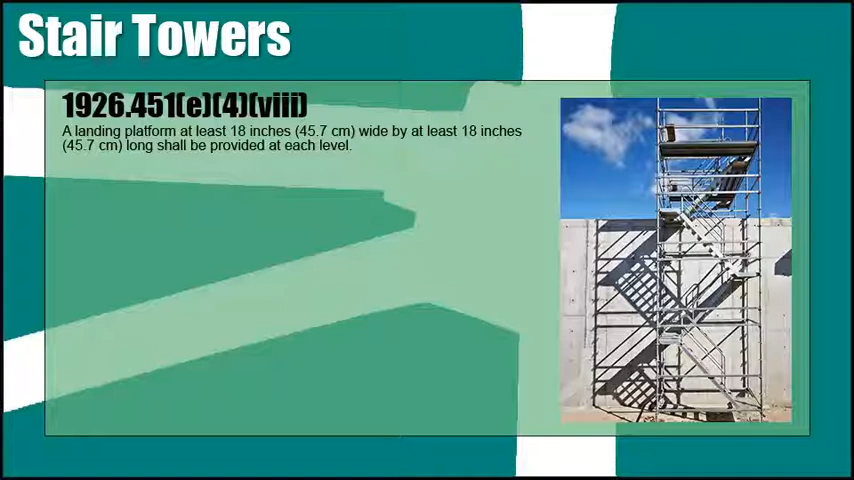 Stair Towers
1926.451(e)(4)(viii)
A landing platform at least 18 inches (45.7 cm) wide by at least 18 inches
(45.7 cm) long shall be provided at each level.